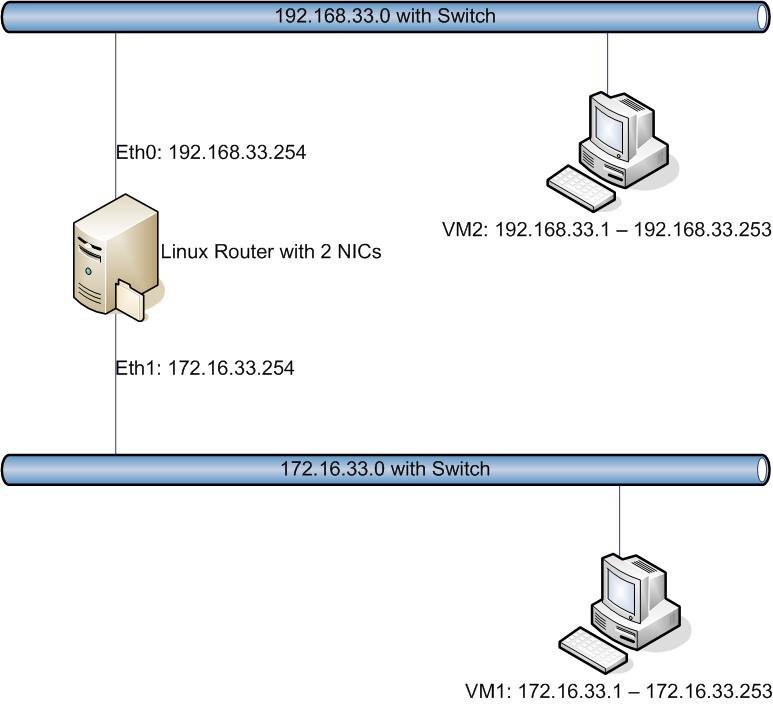 192.168.33.0 with Switch
Eth0: 192.168.33.254
VM2: 192.168.33.1 – 192.168.33.253
Linux Router with 2 NICs
Eth1: 172.16.33.254
172.16.33.0 with Switch
VM1: 172.16.33.1 – 172.16.33.253